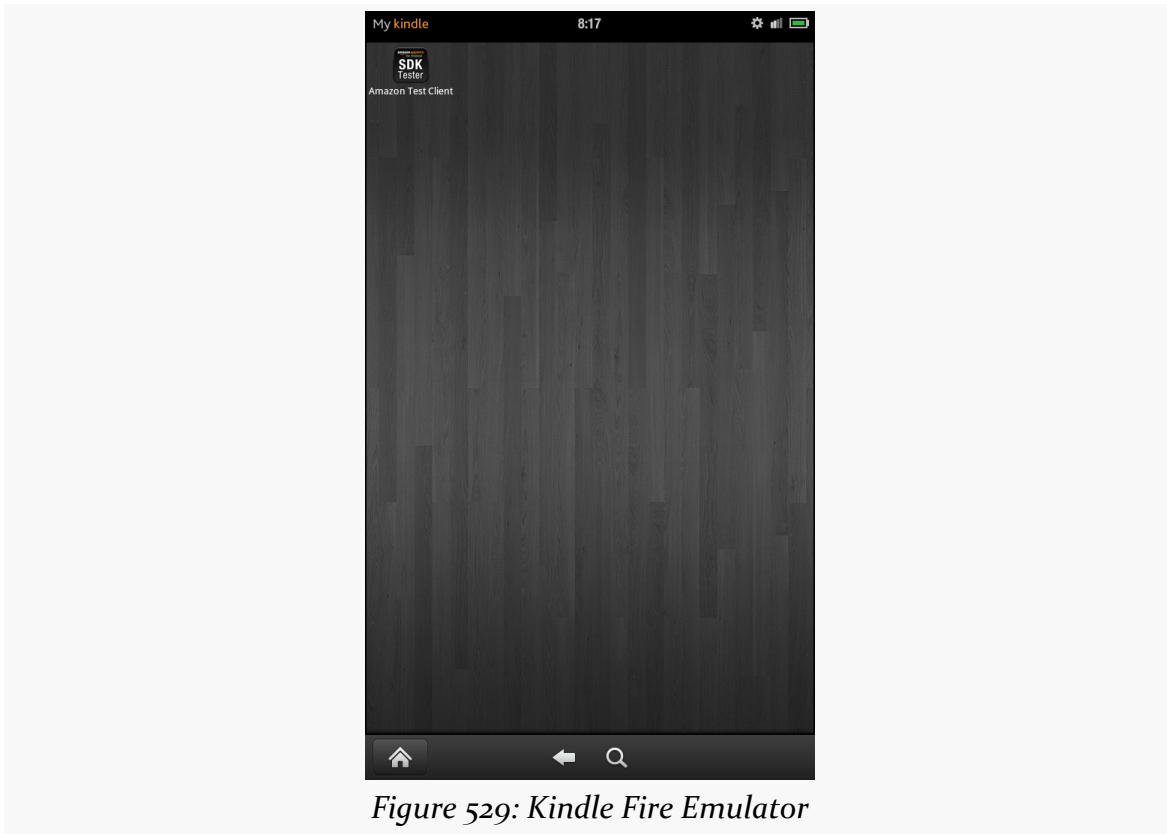 My kindle 8:17
SDK
Tester
Amazon Test Client
Figure 529: Kindle Fire Emulator